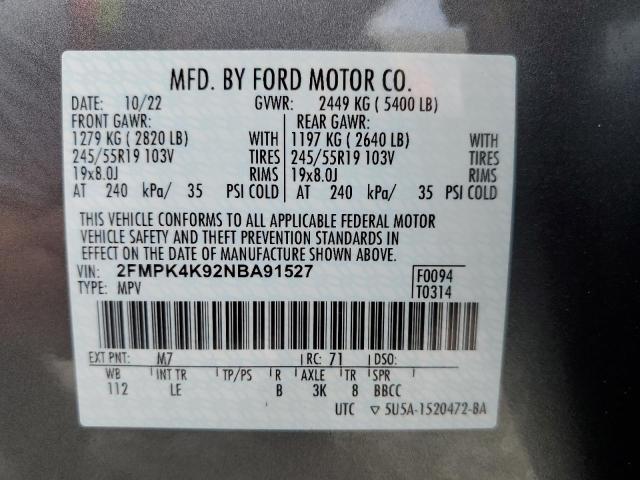 MFD. BY FORD MOTOR CO.
DATE: 10/22 GVWR: 2449 KG ( 5400 LB)
FRONT GAWR: REAR GAWR:
1279 KG ( 2820 LB) WITH 1197 KG ( 2640 LB) WITH
245/55R19 103V TIRES 245/55R19 103V TIRES
19x8.0J RIMS 19x8.0J RIMS
AT 240 kPa/ 35 PSI COLD AT 240 kPa/ 35 PSI COLD
THIS VEHICLE CONFORMS TO ALL APPLICABLE FEDERAL MOTOR
VEHICLE SAFETY AND THEFT PREVENTION STANDARDS IN
EFFECT ON THE DATE OF MANUFACTURE SHOWN ABOVE.
VIN: 2FMPK4K92NBA91527 F0094
TYPE: MPV T0314
EXT PNT: M7 RC: 71 DSO:
WB INT TR TP/PS R AXLE TR SPR
112 LE B 3K 8 BBCC
UTC ▽ 5U5A-1520472-BA